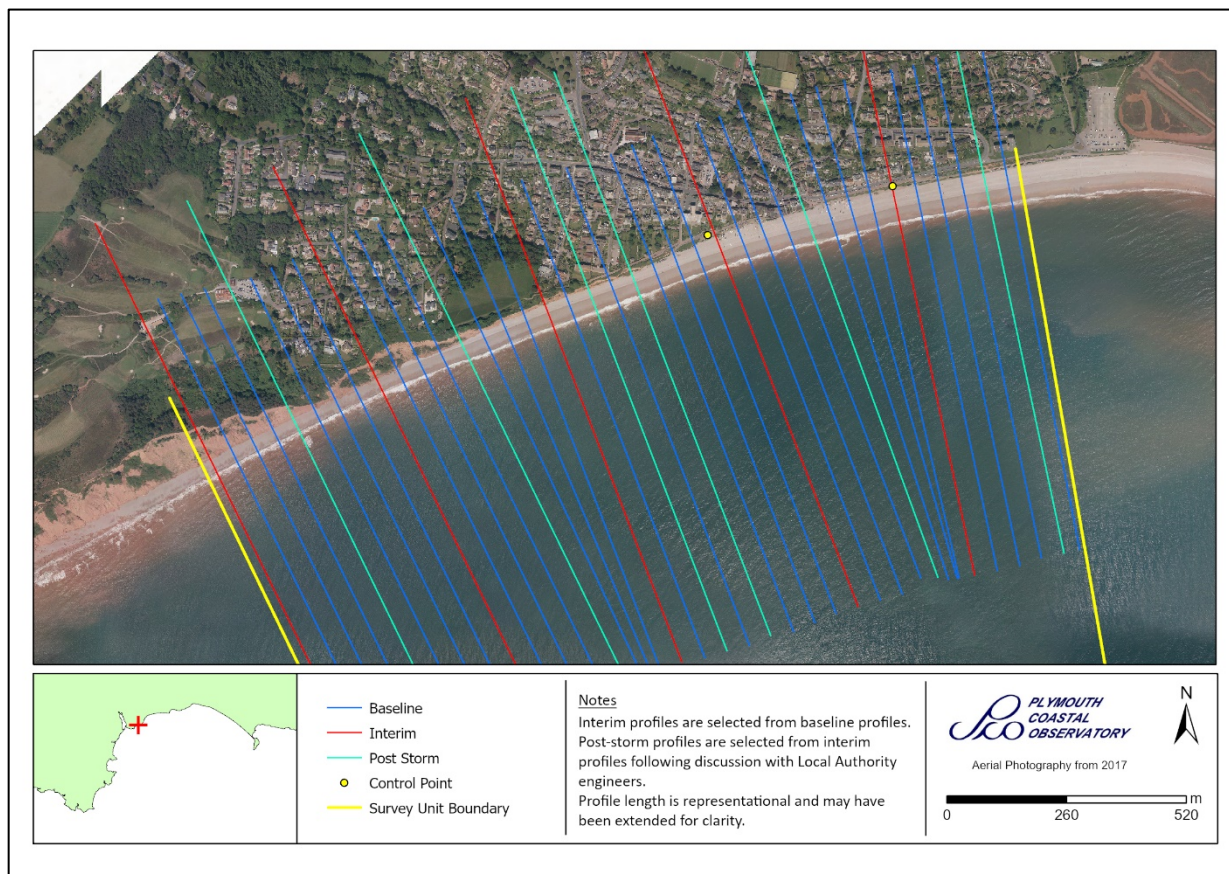 Baseline
Interim
Post Storm
Control Point
Survey Unit Boundary
Notes
Interim profiles are selected from baseline profiles.
Post-storm profiles are selected from interim
profiles following discussion with Local Authority
engineers.
Profile length is representational and may have
been extended for clarity.
PLYMOUTH
COASTAL
OBSERVATORY
Aerial Photography from 2017
N
m
0 260 520